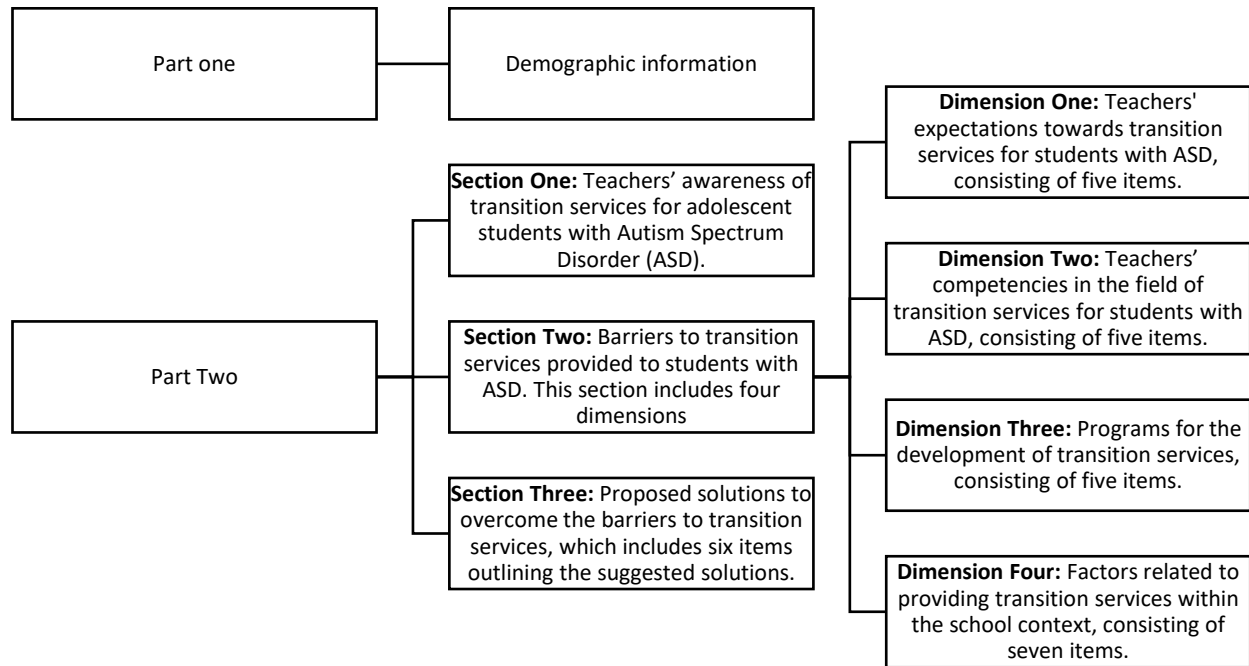 Part one
Demographic information
Part Two
Section One: Teachers’ awareness of
transition services for adolescent
students with Autism Spectrum
Disorder (ASD).
Section Two: Barriers to transition
services provided to students with
ASD. This section includes four
dimensions
Section Three: Proposed solutions to
overcome the barriers to transition
services, which includes six items
outlining the suggested solutions.
Dimension One: Teachers'
expectations towards transition
services for students with ASD,
consisting of five items.
Dimension Two: Teachers’
competencies in the field of
transition services for students with
ASD, consisting of five items.
Dimension Three: Programs for the
development of transition services,
consisting of five items.
Dimension Four: Factors related to
providing transition services within
the school context, consisting of
seven items.